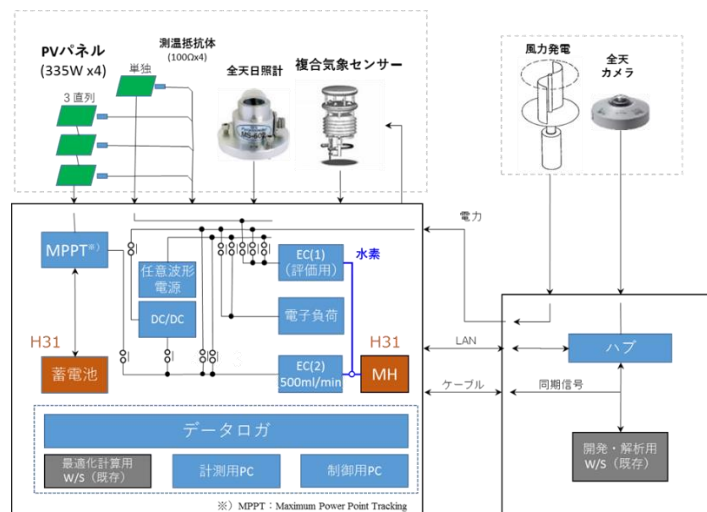 PVパネル
(335W x4)
3直列
単独
測温抵抗体
(100Ωx4)
全天日照計
複合気象センサー
風力発電
全天
カメラ
電力
MPPT※)
任意波形
電源
DC/DC
EC(1)
(評価用)
水素
電子負荷
H31
蓄電池
EC(2)
500ml/min
H31
MH
LAN
ハブ
ケーブル
同期信号
データロガ
最適化計算用
W/S（既存）
計測用PC
制御用PC
開発・解析用
W/S（既存）
※）MPPT：Maximum Power Point Tracking